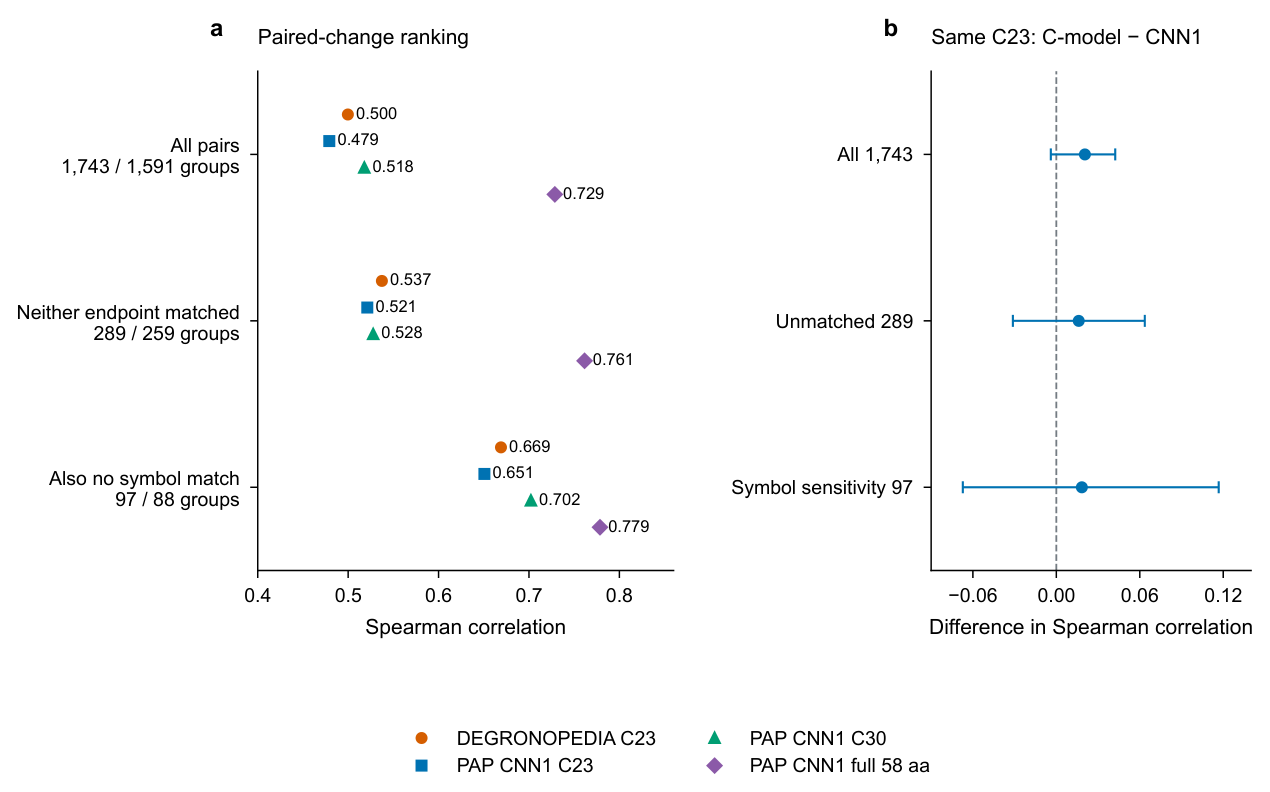 a
Paired-change ranking
All pairs
1,743 / 1,591 groups
0.500
0.479
0.518
0.729
Neither endpoint matched
289 / 259 groups
0.537
0.521
0.528
0.761
Also no symbol match
97 / 88 groups
0.669
0.651
0.702
0.779
0.4 0.5 0.6 0.7 0.8
Spearman correlation
b
Same C23: C-model − CNN1
All 1,743
Unmatched 289
Symbol sensitivity 97
−0.06 0.00 0.06 0.12
Difference in Spearman correlation
DEGRONOPEDIA C23
PAP CNN1 C23
PAP CNN1 C30
PAP CNN1 full 58 aa